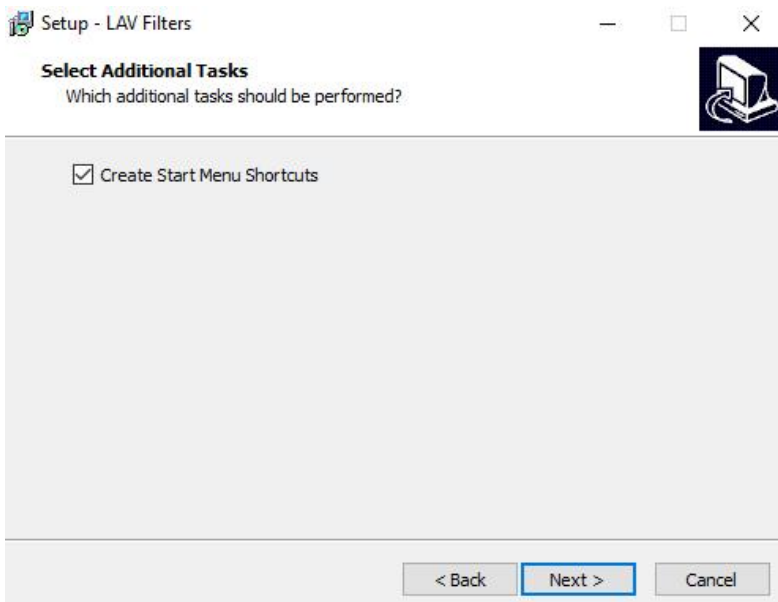 Setup - LAV Filters
Select Additional Tasks
Which additional tasks should be performed?
Create Start Menu Shortcuts
< Back Next > Cancel